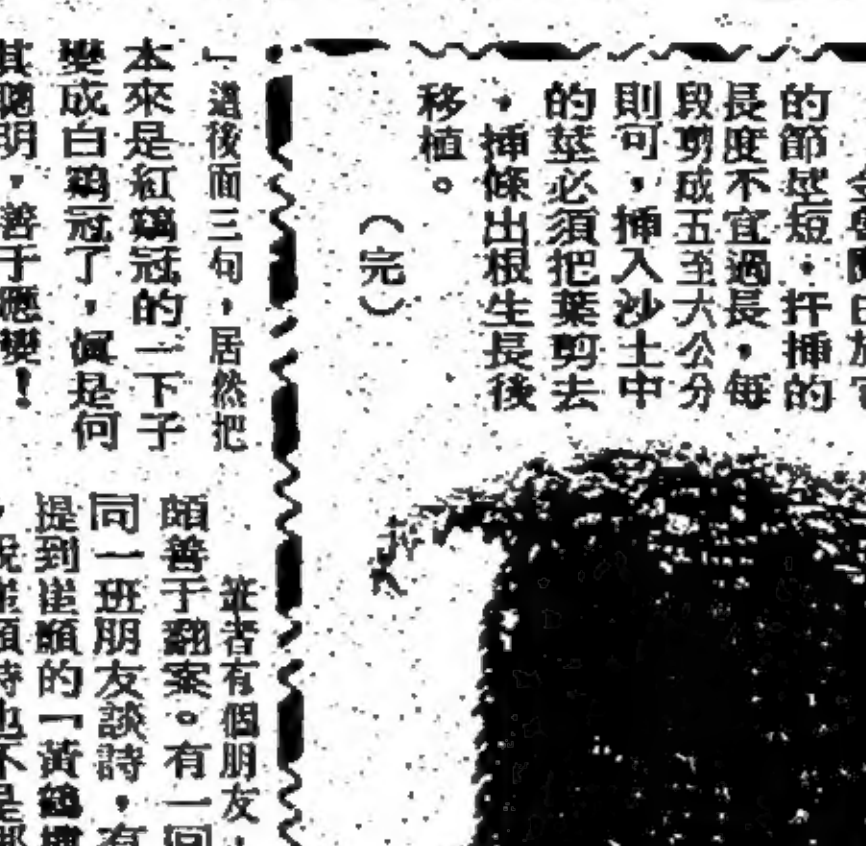 的節莖短，扦插的
長度不宜過長，每
段剪成五至大公分
則可，插入沙土中
的莖必須把葉剪去
，插條出根生長後
移植。
（完）
」這後面三句，居然把
本來是紅鷄冠的一下子
變成白鷄冠了，眞是何
其聰明，善于應變！
筆者有個朋友，
頗善于翻案。有一回
同一班朋友談詩，有
提到崔顥的「黃鶴樓